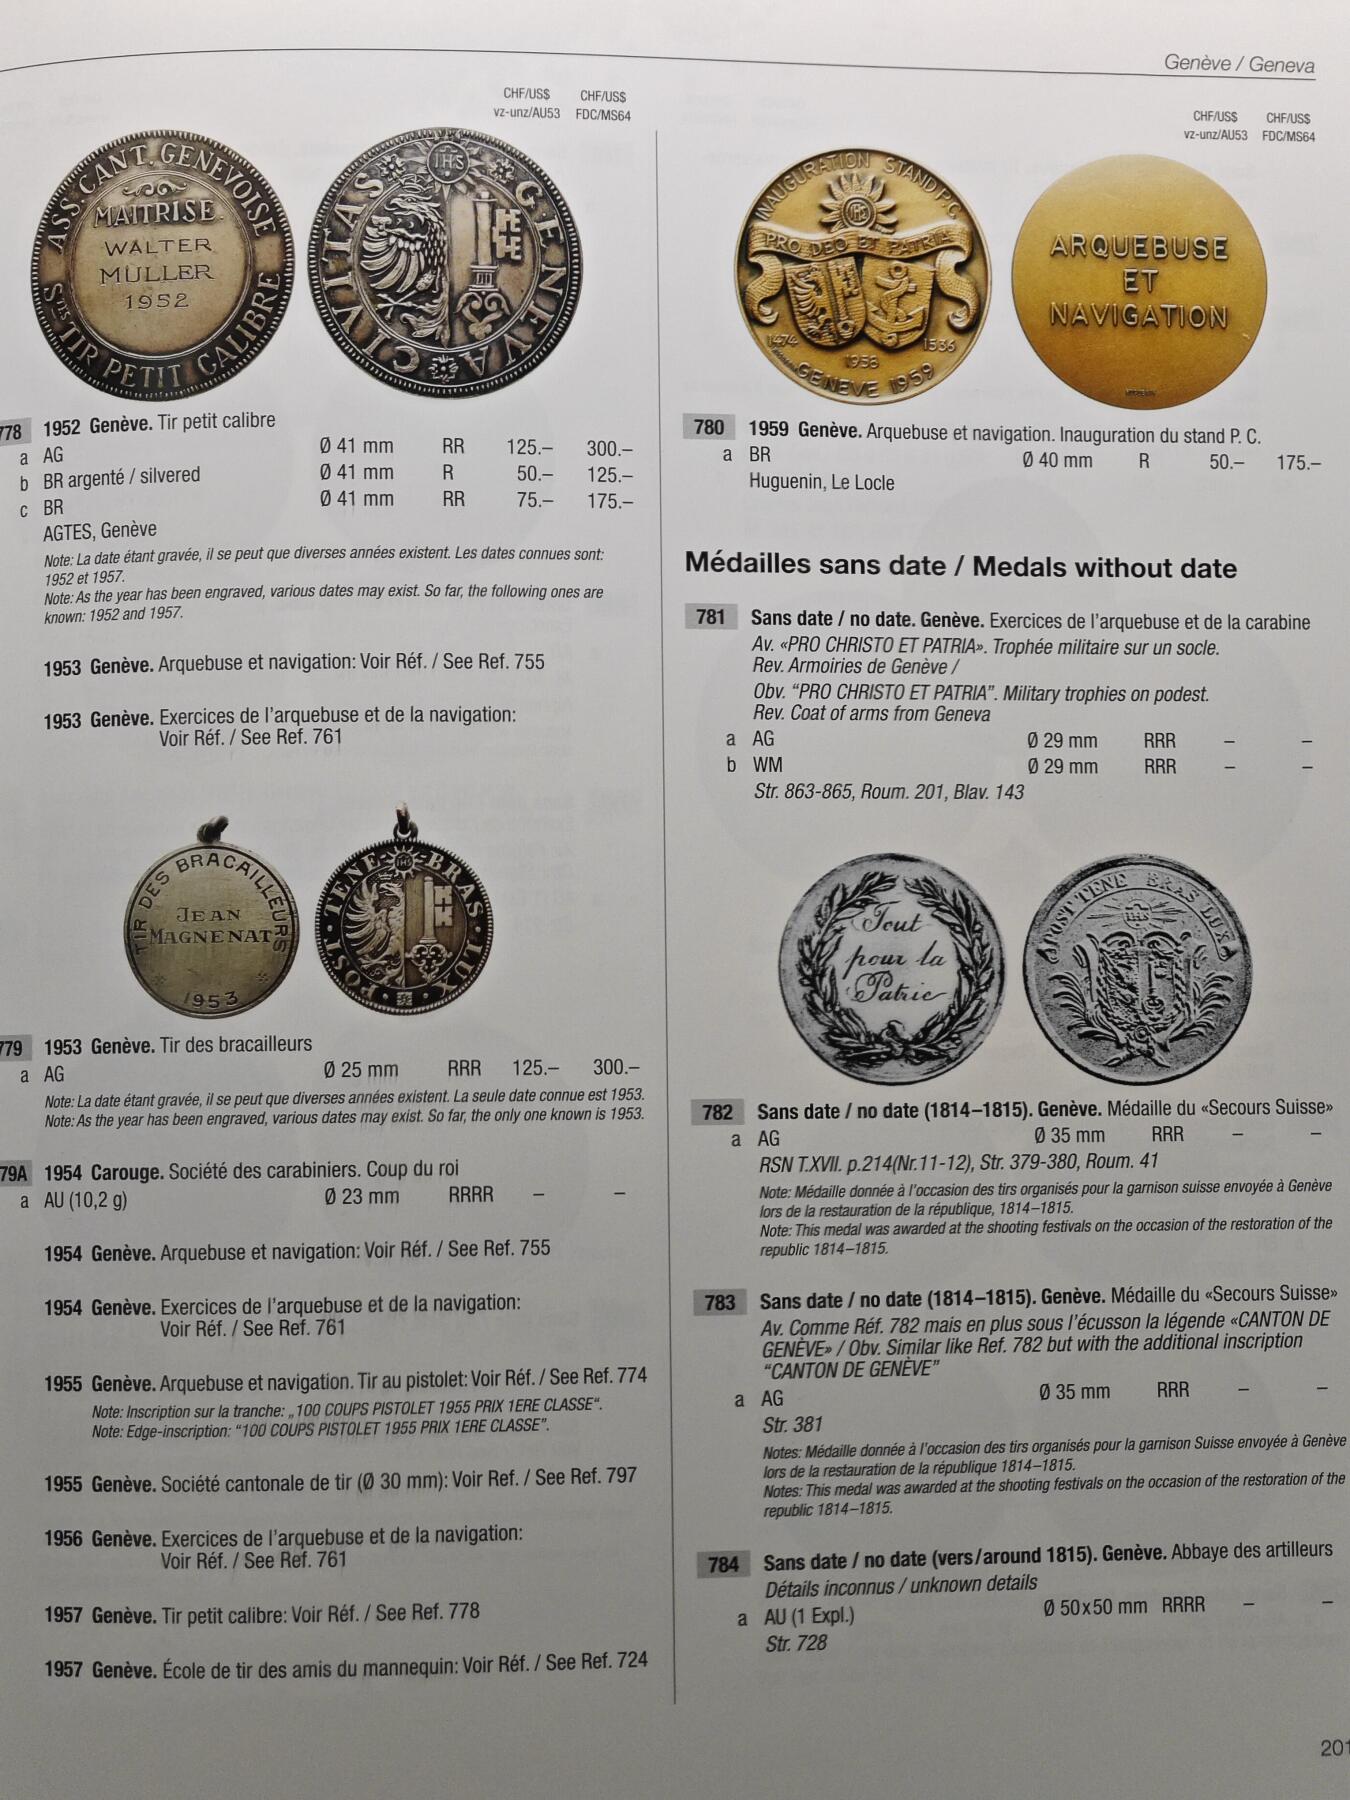 Genève / Geneva
CHF/US$ CHF/US$
vz-unz/AU53 FDC/MS64
ASS. CANT. GENEVOISE
MAITRISE
WALTER
MÜLLER
1952
STES TIR PETIT CALIBRE
IHS
GENEVA CIVITAS
778 1952 Genève. Tir petit calibre
a AG Ø 41 mm RR 125.– 300.–
b BR argenté / silvered Ø 41 mm R 50.– 125.–
c BR Ø 41 mm RR 75.– 175.–
AGTES, Genève
Note: La date étant gravée, il se peut que diverses années existent. Les dates connues sont:
1952 et 1957.
Note: As the year has been engraved, various dates may exist. So far, the following ones are
known: 1952 and 1957.
1953 Genève. Arquebuse et navigation: Voir Réf. / See Ref. 755
1953 Genève. Exercices de l'arquebuse et de la navigation:
Voir Réf. / See Ref. 761
TIR DES BRACAILLEURS
JEAN
MAGNENAT
1953
IHS
POST·TENEBRAS·LUX
779 1953 Genève. Tir des bracailleurs
a AG Ø 25 mm RRR 125.– 300.–
Note: La date étant gravée, il se peut que diverses années existent. La seule date connue est 1953.
Note: As the year has been engraved, various dates may exist. So far, the only one known is 1953.
79A 1954 Carouge. Société des carabiniers. Coup du roi
a AU (10,2 g) Ø 23 mm RRRR – –
1954 Genève. Arquebuse et navigation: Voir Réf. / See Ref. 755
1954 Genève. Exercices de l'arquebuse et de la navigation:
Voir Réf. / See Ref. 761
1955 Genève. Arquebuse et navigation. Tir au pistolet: Voir Réf. / See Ref. 774
Note: Inscription sur la tranche: „100 COUPS PISTOLET 1955 PRIX 1ERE CLASSE“.
Note: Edge-inscription: “100 COUPS PISTOLET 1955 PRIX 1ERE CLASSE”.
1955 Genève. Société cantonale de tir (Ø 30 mm): Voir Ref. / See Ref. 797
1956 Genève. Exercices de l'arquebuse et de la navigation:
Voir Réf. / See Ref. 761
1957 Genève. Tir petit calibre: Voir Réf. / See Ref. 778
1957 Genève. École de tir des amis du mannequin: Voir Réf. / See Ref. 724
CHF/US$ CHF/US$
vz-unz/AU53 FDC/MS64
INAUGURATION STAND P.C.
IHS
PRO DEO ET PATRIA
1474 1536
1958
GENEVE 1959
ARQUEBUSE
ET
NAVIGATION
780 1959 Genève. Arquebuse et navigation. Inauguration du stand P. C.
a BR Ø 40 mm R 50.– 175.–
Huguenin, Le Locle
Médailles sans date / Medals without date
781 Sans date / no date. Genève. Exercices de l'arquebuse et de la carabine
Av. «PRO CHRISTO ET PATRIA». Trophée militaire sur un socle.
Rev. Armoiries de Genève /
Obv. “PRO CHRISTO ET PATRIA”. Military trophies on podest.
Rev. Coat of arms from Geneva
a AG Ø 29 mm RRR – –
b WM Ø 29 mm RRR – –
Str. 863-865, Roum. 201, Blav. 143
Tout
pour la
Patrie
POST TENEBRAS LUX
IHS
782 Sans date / no date (1814–1815). Genève. Médaille du «Secours Suisse»
a AG Ø 35 mm RRR – –
RSN T.XVII. p.214(Nr.11-12), Str. 379-380, Roum. 41
Note: Médaille donnée à l'occasion des tirs organisés pour la garnison suisse envoyée à Genève
lors de la restauration de la république, 1814–1815.
Note: This medal was awarded at the shooting festivals on the occasion of the restoration of the
republic 1814–1815.
783 Sans date / no date (1814–1815). Genève. Médaille du «Secours Suisse»
Av. Comme Réf. 782 mais en plus sous l'écusson la légende «CANTON DE
GENÈVE» / Obv. Similar like Ref. 782 but with the additional inscription
“CANTON DE GENÈVE”
a AG Ø 35 mm RRR – –
Str. 381
Notes: Médaille donnée à l'occasion des tirs organisés pour la garnison Suisse envoyée à Genève
lors de la restauration de la république 1814–1815.
Notes: This medal was awarded at the shooting festivals on the occasion of the restoration of the
republic 1814–1815.
784 Sans date / no date (vers/around 1815). Genève. Abbaye des artilleurs
Détails inconnus / unknown details
a AU (1 Expl.) Ø 50x50 mm RRRR – –
Str. 728
201